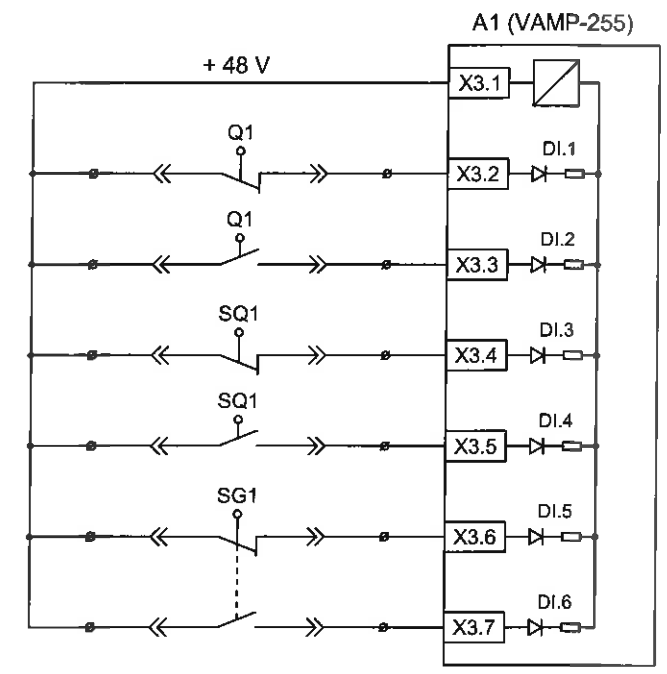 A1 (VAMP-255)
+ 48 V
X3.1
Q1
DI.1
X3.2
Q1
DI.2
X3.3
SQ1
DI.3
X3.4
SQ1
DI.4
X3.5
SG1
DI.5
X3.6
DI.6
X3.7